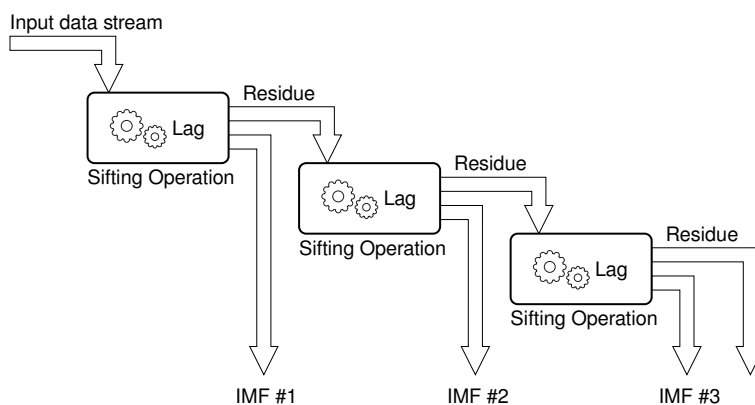 Input data stream
Residue
Lag
Sifting Operation
Residue
Lag
Sifting Operation
Residue
Lag
Sifting Operation
IMF #1
IMF #2
IMF #3